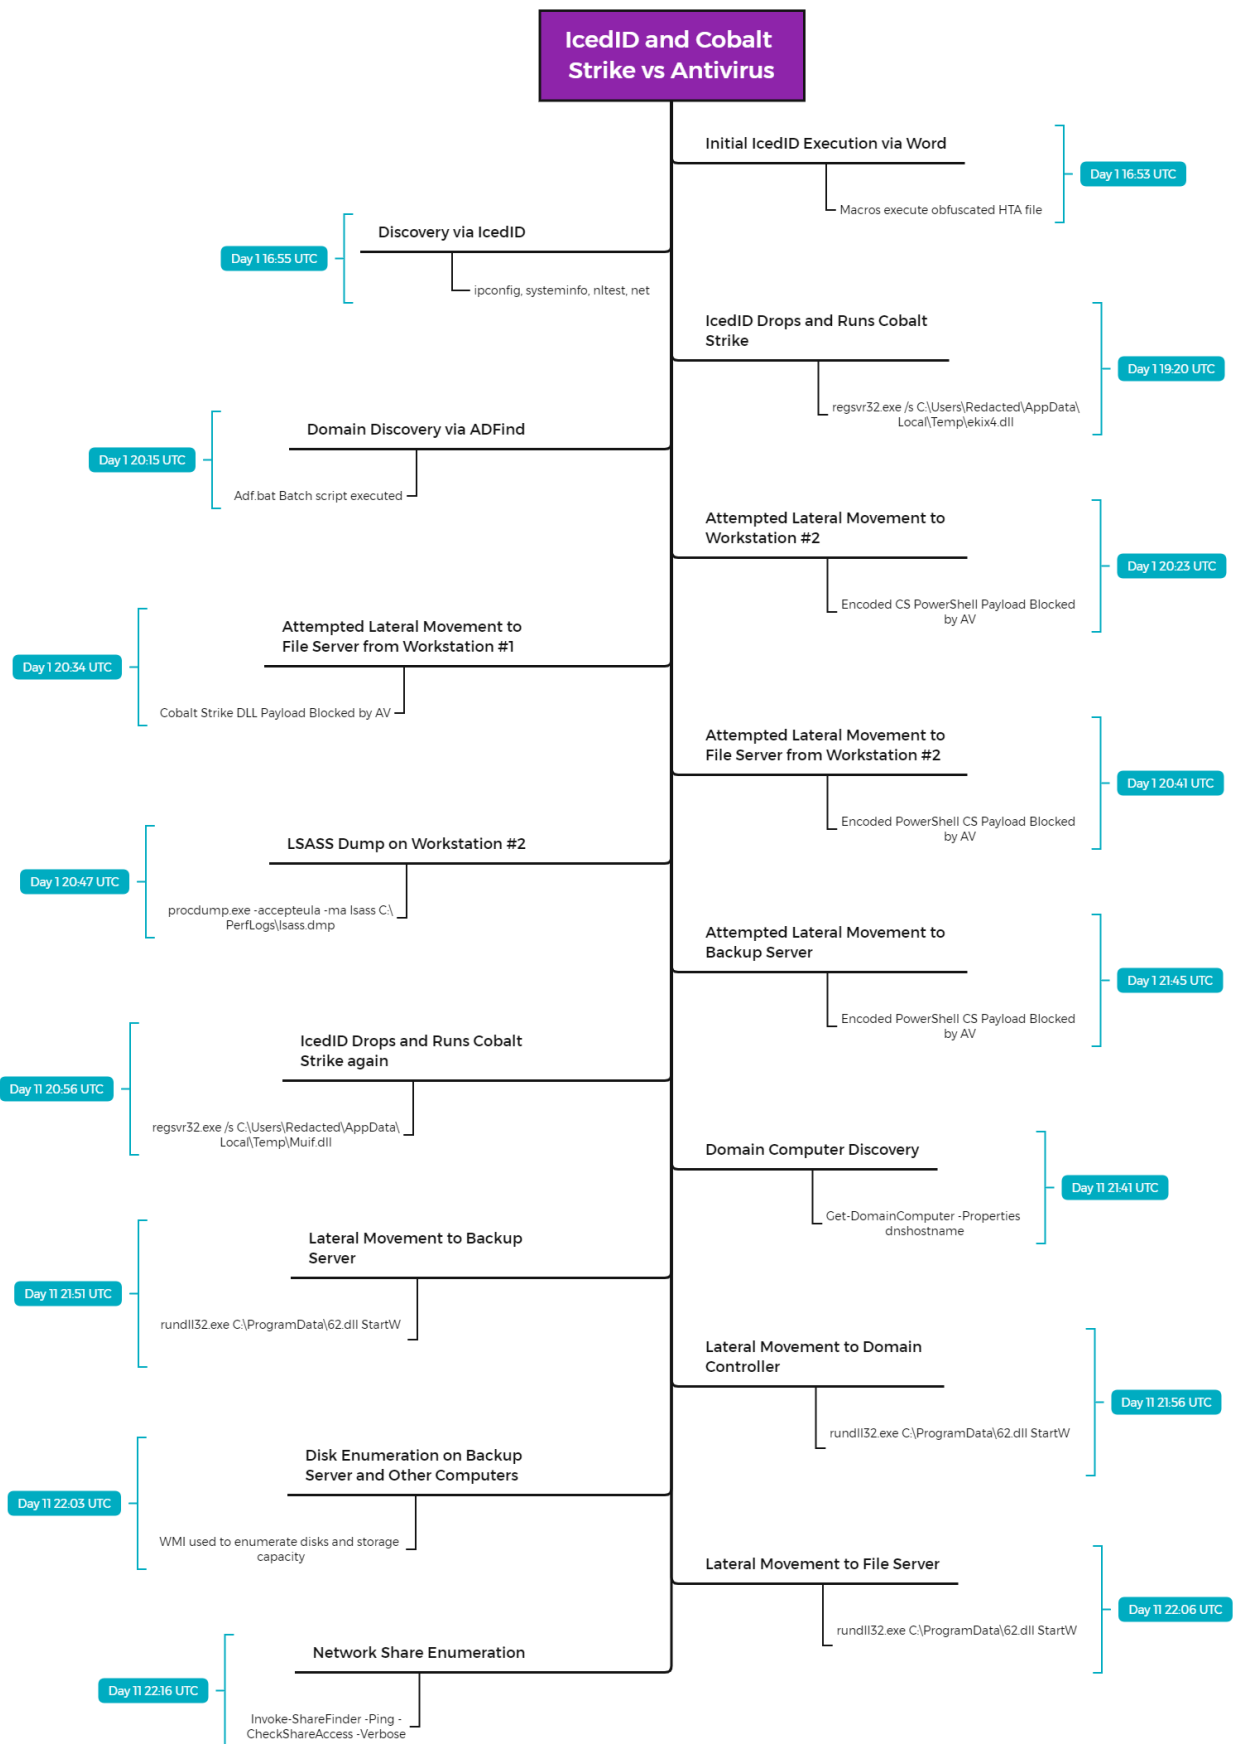 IcedID and Cobalt
Strike vs Antivirus
Initial IcedID Execution via Word
Day 1 16:53 UTC
Macros execute obfuscated HTA file
Discovery via IcedID
Day 1 16:55 UTC
ipconfig, systeminfo, nltest, net
IcedID Drops and Runs Cobalt
Strike
Day 1 19:20 UTC
regsvr32.exe /s C:\Users\Redacted\AppData\
Local\Temp\ekix4.dll
Domain Discovery via ADFind
Day 1 20:15 UTC
Adf.bat Batch script executed
Attempted Lateral Movement to
Workstation #2
Day 1 20:23 UTC
Encoded CS PowerShell Payload Blocked
by AV
Attempted Lateral Movement to
File Server from Workstation #1
Day 1 20:34 UTC
Cobalt Strike DLL Payload Blocked by AV
Attempted Lateral Movement to
File Server from Workstation #2
Day 1 20:41 UTC
Encoded PowerShell CS Payload Blocked
by AV
LSASS Dump on Workstation #2
Day 1 20:47 UTC
procdump.exe -accepteula -ma lsass C:\
PerfLogs\lsass.dmp
Attempted Lateral Movement to
Backup Server
Day 1 21:45 UTC
Encoded PowerShell CS Payload Blocked
by AV
IcedID Drops and Runs Cobalt
Strike again
Day 11 20:56 UTC
regsvr32.exe /s C:\Users\Redacted\AppData\
Local\Temp\Muif.dll
Domain Computer Discovery
Day 11 21:41 UTC
Get-DomainComputer -Properties
dnshostname
Lateral Movement to Backup
Server
Day 11 21:51 UTC
rundll32.exe C:\ProgramData\62.dll StartW
Lateral Movement to Domain
Controller
Day 11 21:56 UTC
rundll32.exe C:\ProgramData\62.dll StartW
Disk Enumeration on Backup
Server and Other Computers
Day 11 22:03 UTC
WMI used to enumerate disks and storage
capacity
Lateral Movement to File Server
Day 11 22:06 UTC
rundll32.exe C:\ProgramData\62.dll StartW
Network Share Enumeration
Day 11 22:16 UTC
Invoke-ShareFinder -Ping -
CheckShareAccess -Verbose